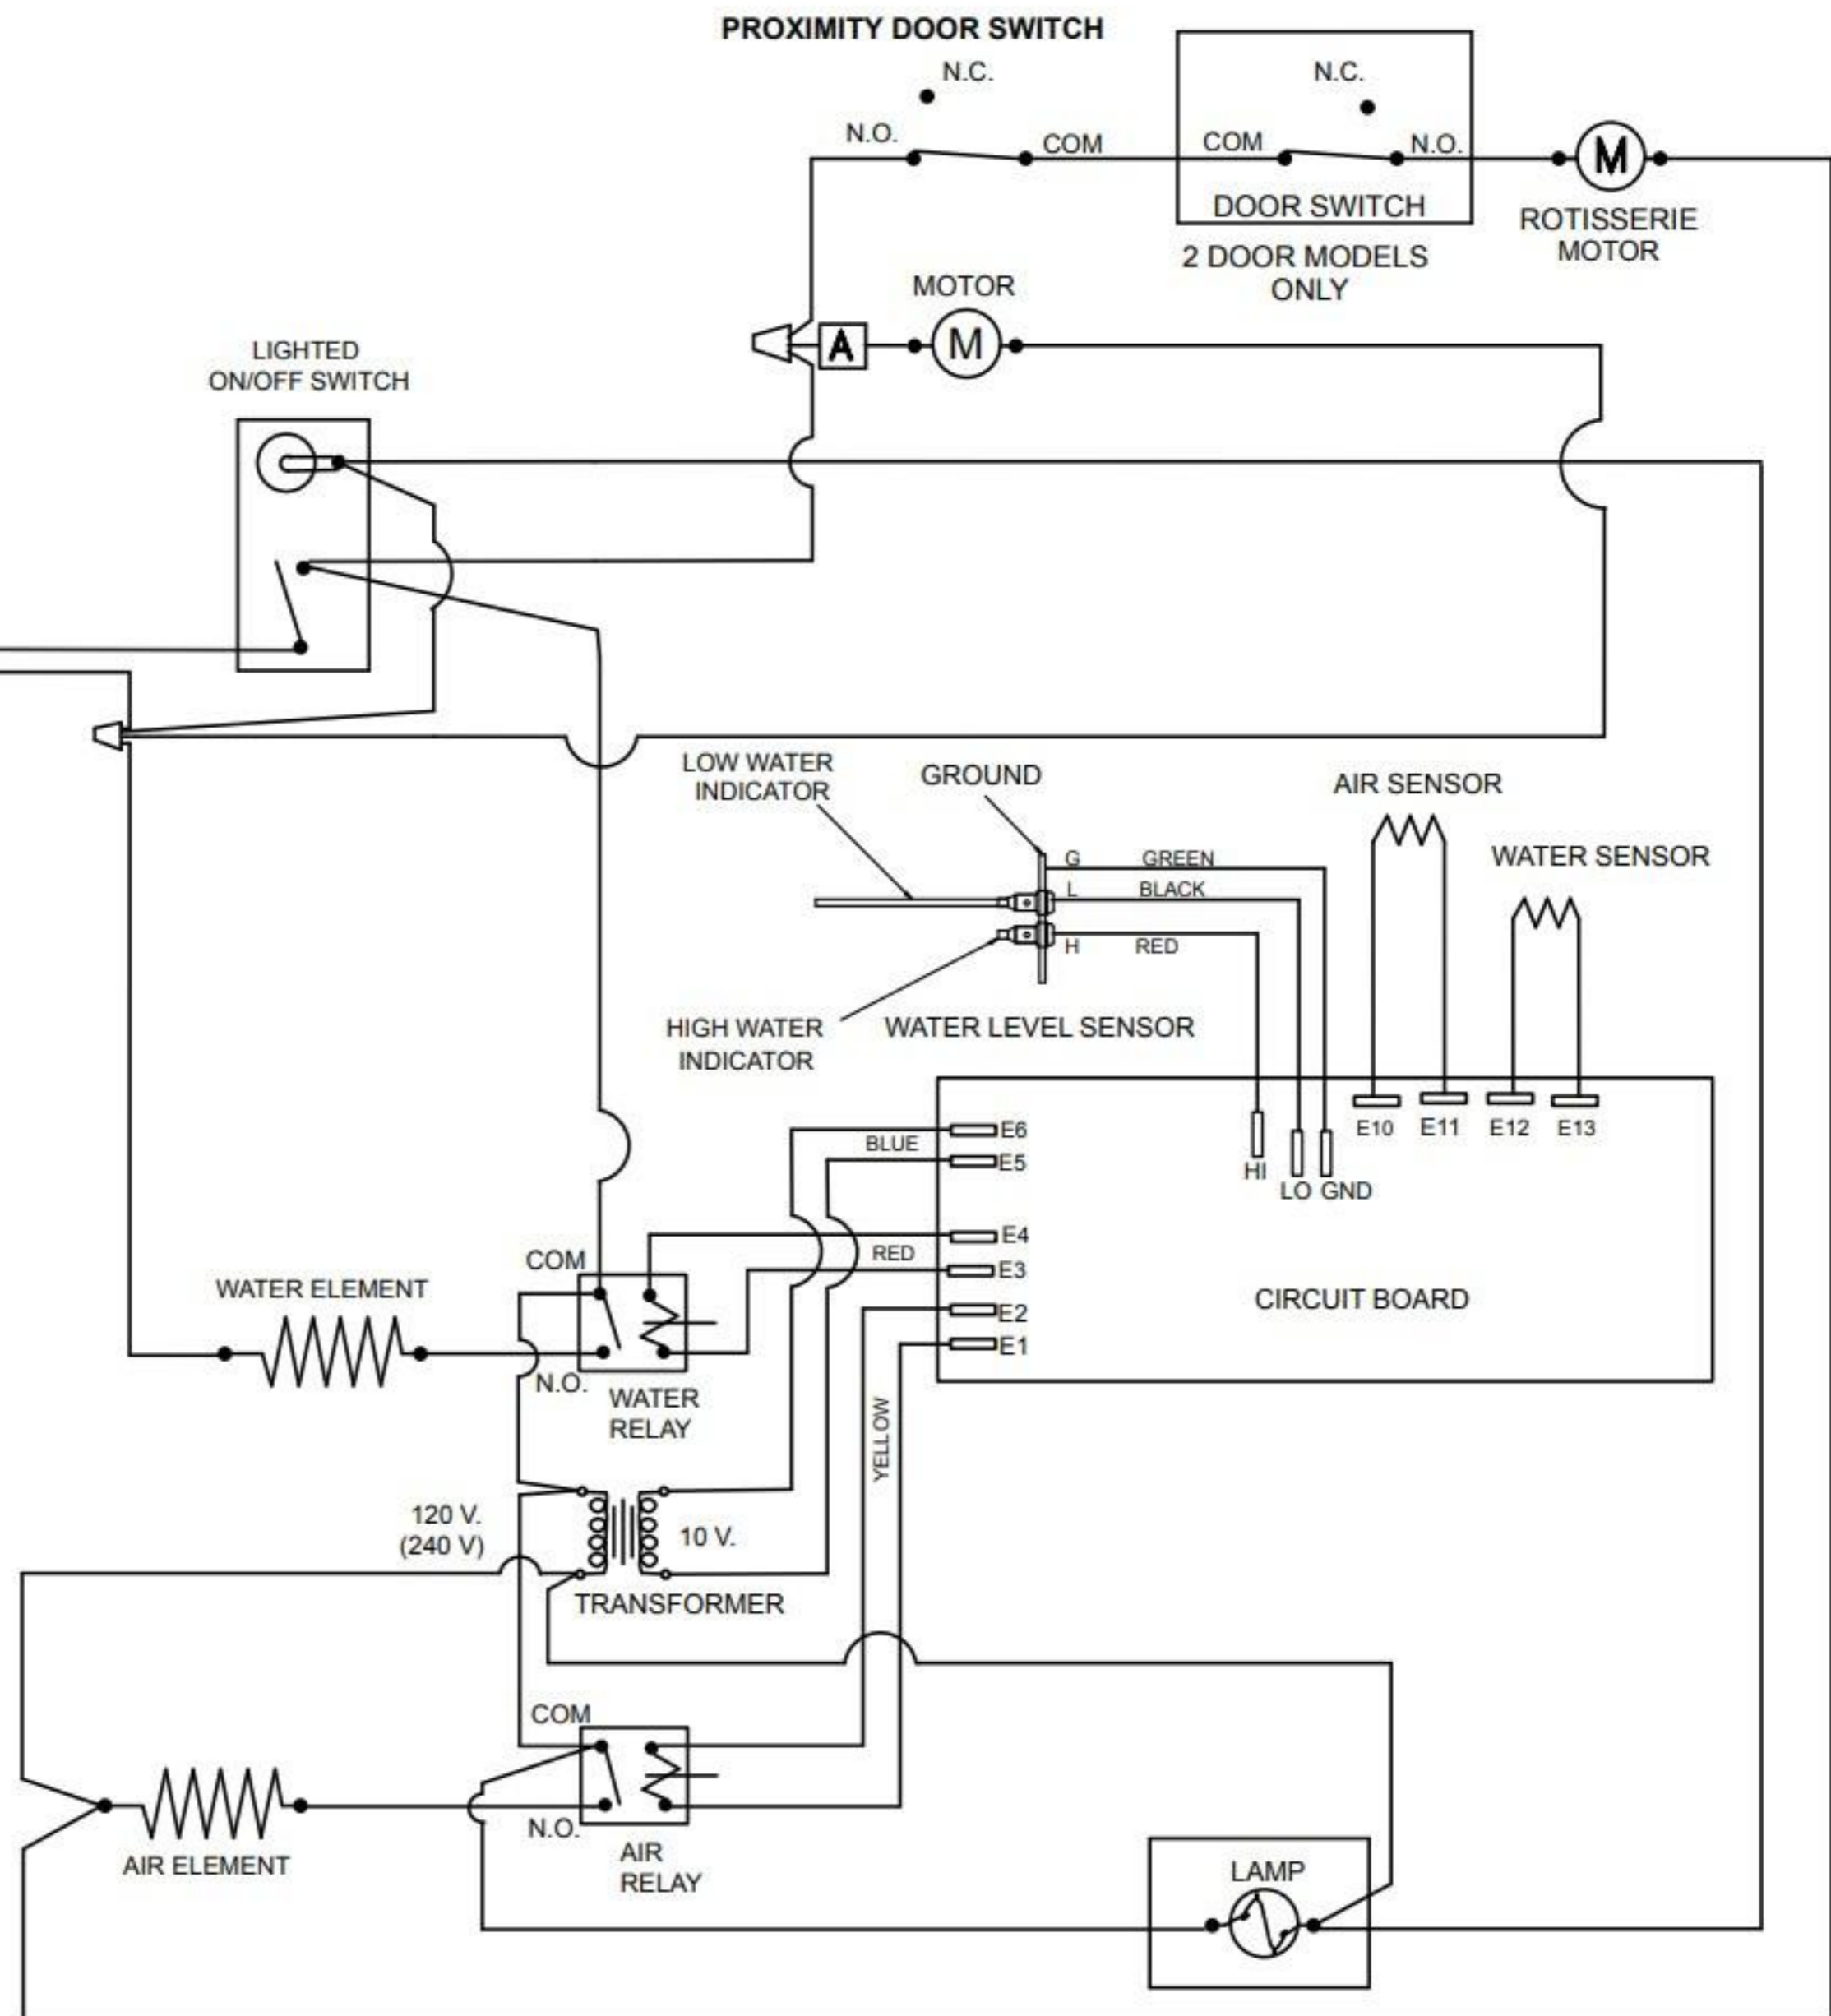 PROXIMITY DOOR SWITCH
N.C.
N.C.
N.O.
COM
COM
N.O.
M
DOOR SWITCH
2 DOOR MODELS
ONLY
ROTISSERIE
MOTOR
MOTOR
A
M
LIGHTED
ON/OFF SWITCH
LOW WATER
INDICATOR
GROUND
AIR SENSOR
WATER SENSOR
G GREEN
L BLACK
H RED
HIGH WATER
INDICATOR
WATER LEVEL SENSOR
E10 E11 E12 E13
HI
LO GND
BLUE
E6
E5
E4
RED
E3
E2
E1
CIRCUIT BOARD
COM
WATER ELEMENT
N.O.
WATER
RELAY
YELLOW
120 V.
(240 V)
10 V.
TRANSFORMER
COM
N.O.
AIR
RELAY
AIR ELEMENT
LAMP